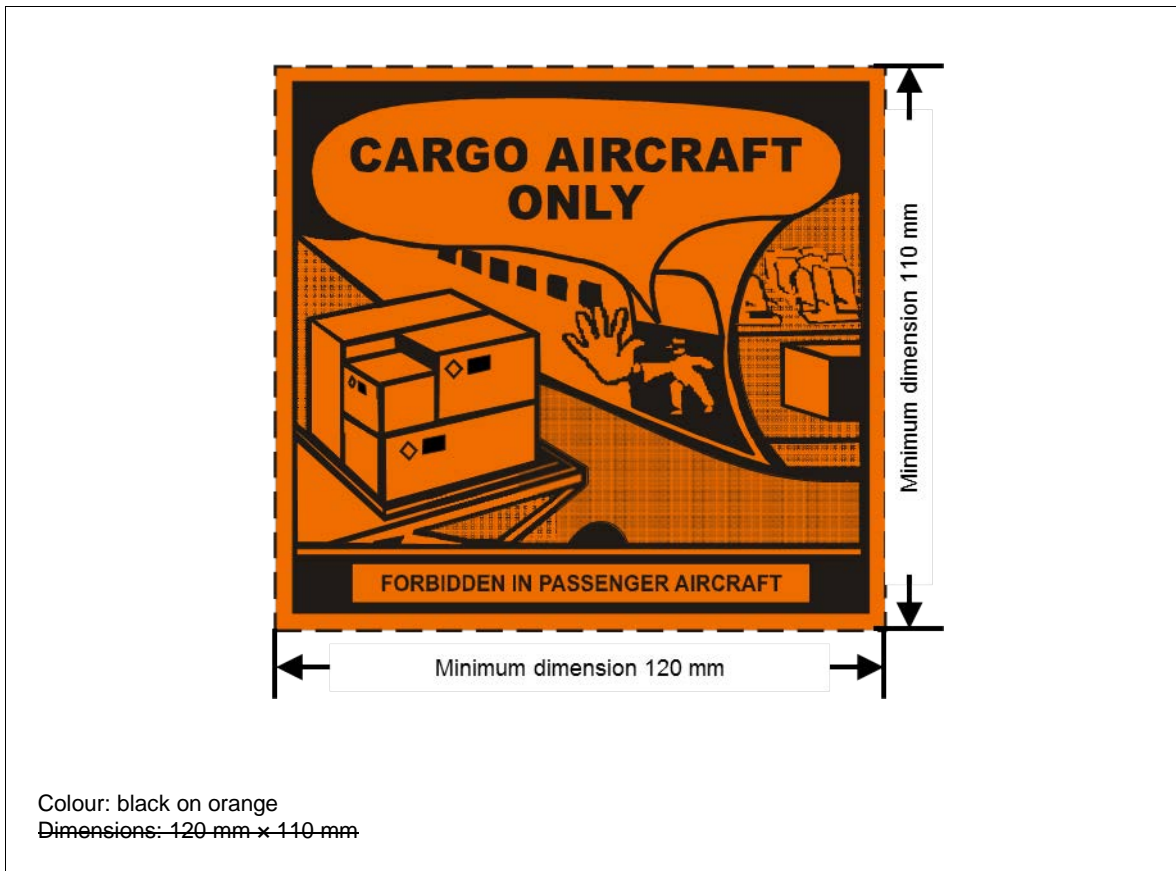 CARGO AIRCRAFT
ONLY
FORBIDDEN IN PASSENGER AIRCRAFT
Minimum dimension 110 mm
Minimum dimension 120 mm
Colour: black on orange
Dimensions: 120 mm × 110 mm